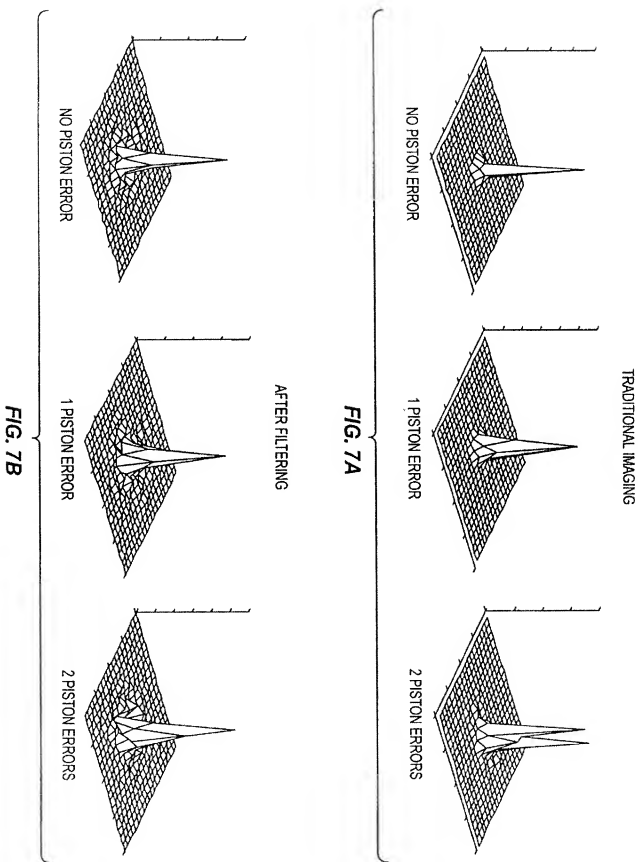 TRADITIONAL IMAGING
NO PISTON ERROR
1 PISTON ERROR
2 PISTON ERRORS
FIG. 7A
AFTER FILTERING
NO PISTON ERROR
1 PISTON ERROR
2 PISTON ERRORS
FIG. 7B